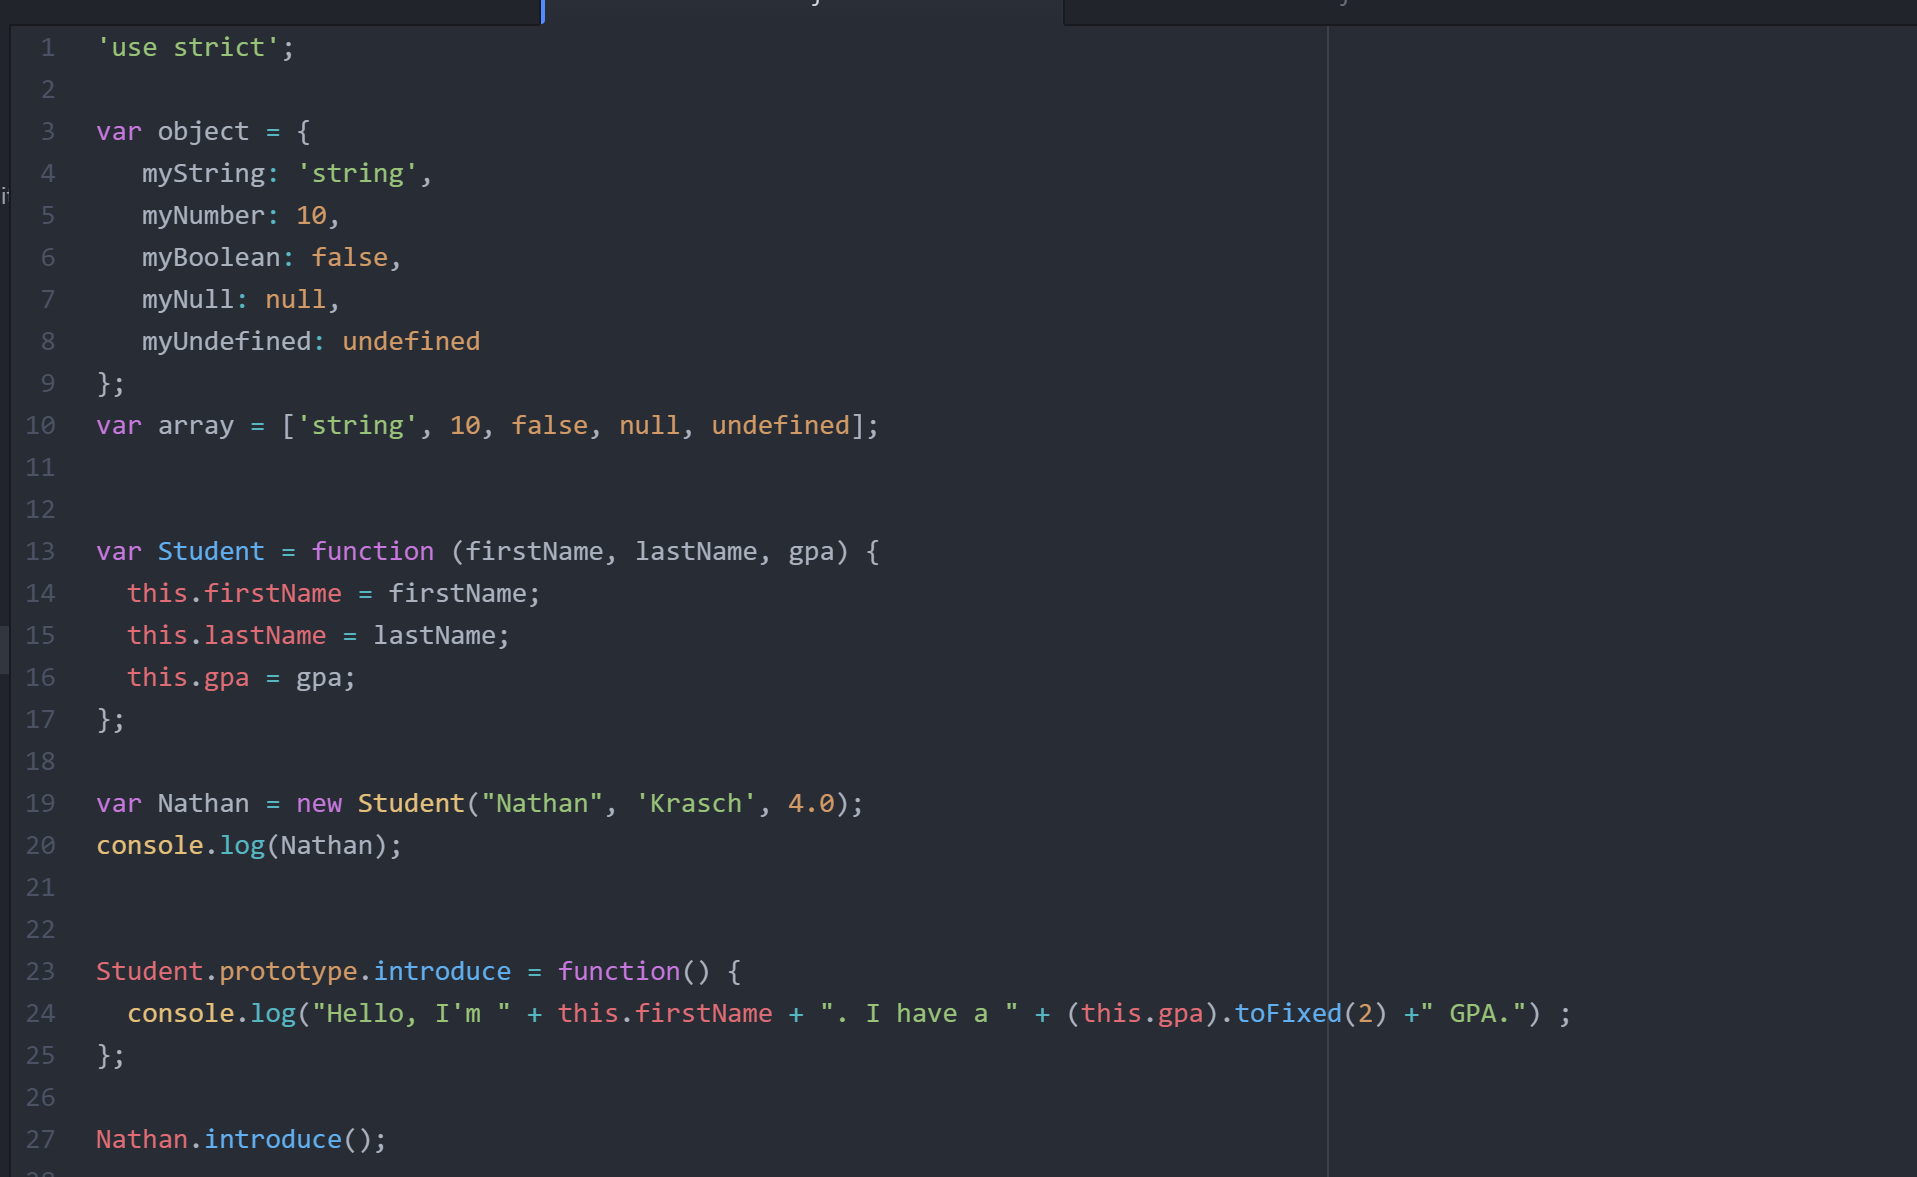 1 'use strict';
2
3 var object = {
4 myString: 'string',
5 myNumber: 10,
6 myBoolean: false,
7 myNull: null,
8 myUndefined: undefined
9 };
10 var array = ['string', 10, false, null, undefined];
11
12
13 var Student = function (firstName, lastName, gpa) {
14 this.firstName = firstName;
15 this.lastName = lastName;
16 this.gpa = gpa;
17 };
18
19 var Nathan = new Student("Nathan", 'Krasch', 4.0);
20 console.log(Nathan);
21
22
23 Student.prototype.introduce = function() {
24 console.log("Hello, I'm " + this.firstName + ". I have a " + (this.gpa).toFixed(2) +" GPA.") ;
25 };
26
27 Nathan.introduce();